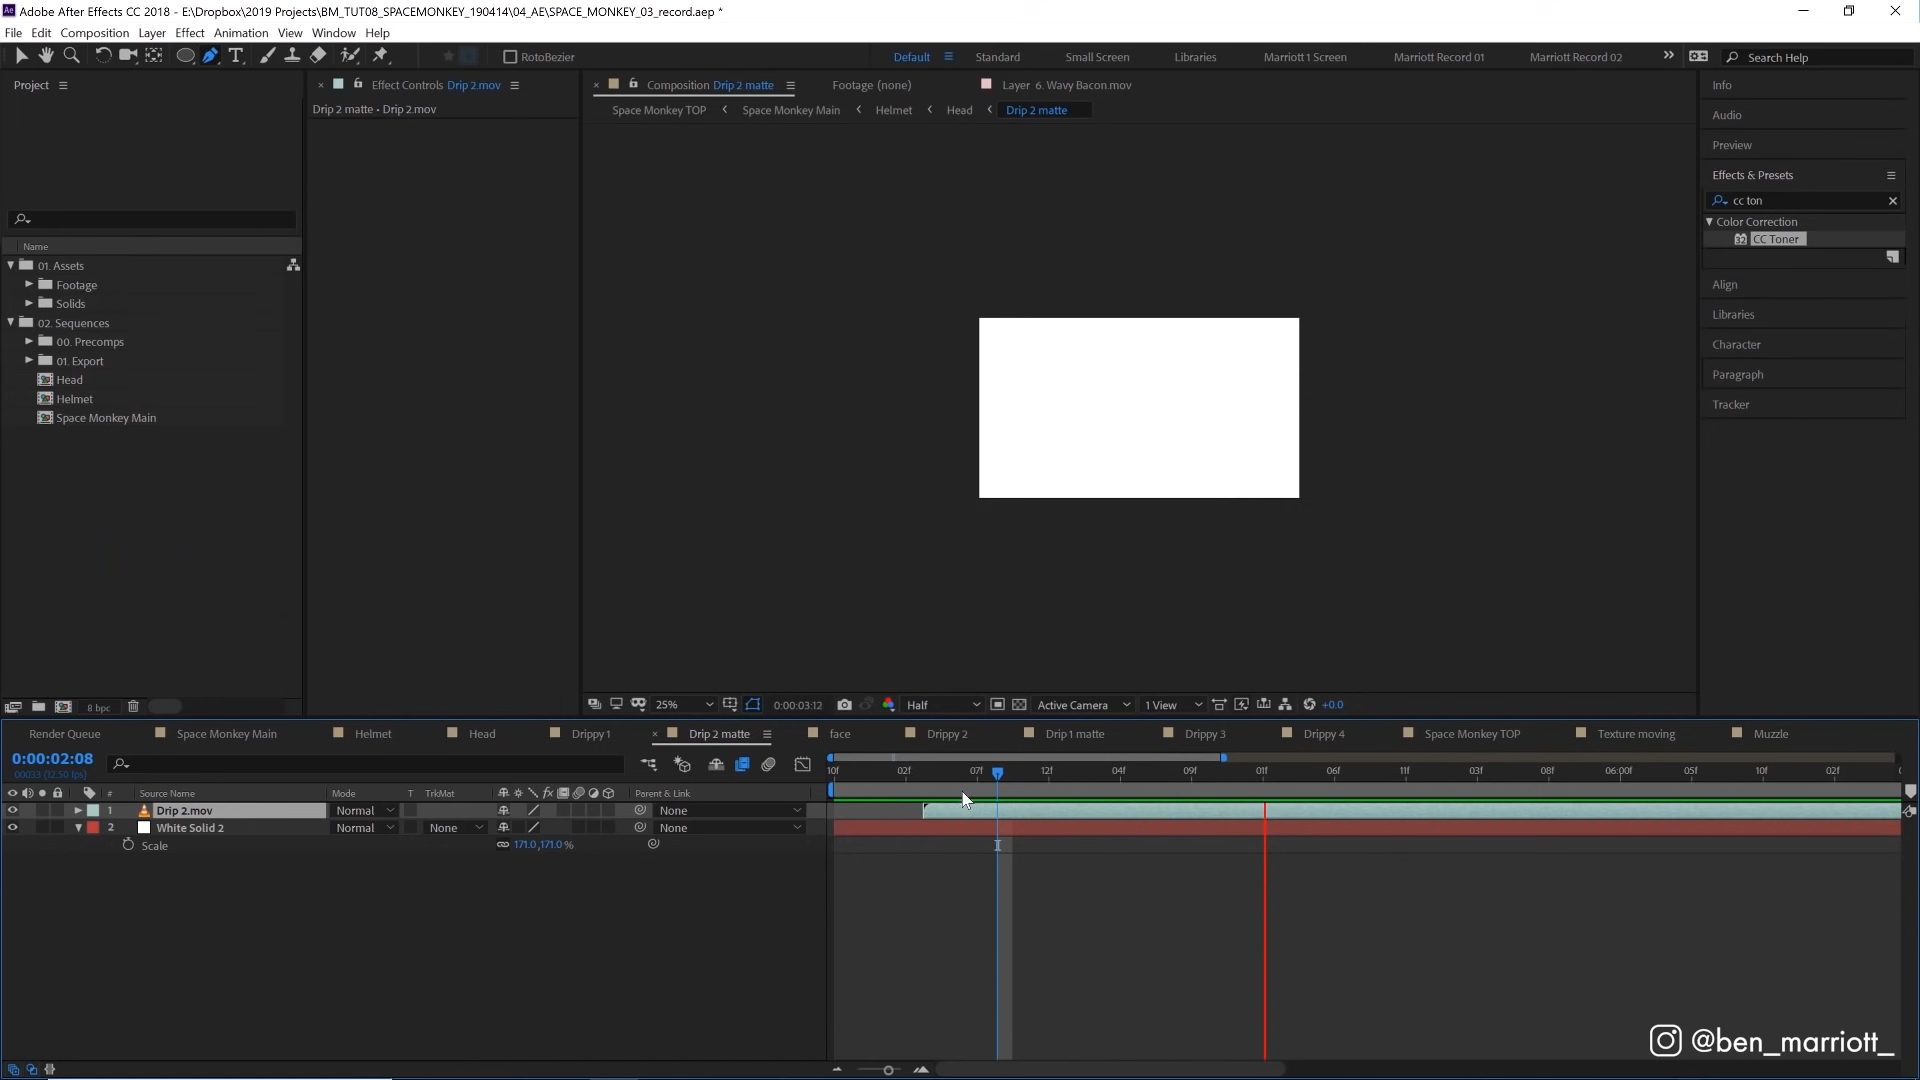 Adobe After Effects CC 2018 - E:\Dropbox\2019 Projects\BM_TUT08_SPACEMONKEY_190414\04_AE\SPACE_MONKEY_03_record.aep *
File Edit Composition Layer Effect Animation View Window Help
RotoBezier Default Standard Small Screen Libraries Marriott 1 Screen Marriott Record 01 Marriott Record 02 Search Help
Project Effect Controls Drip 2.mov Composition Drip 2 matte Footage (none) Layer 6. Wavy Bacon.mov Info
Drip 2 matte • Drip 2.mov Space Monkey TOP Space Monkey Main Helmet Head Drip 2 matte Audio
Preview
Effects & Presets
cc ton
Color Correction
32 CC Toner
Align
Libraries
Character
Paragraph
Tracker
Name
01. Assets
Footage
Solids
02. Sequences
00. Precomps
01. Export
Head
Helmet
Space Monkey Main
8 bpc 25% 0:00:03:12 Half Active Camera 1 View +0.0
Render Queue Space Monkey Main Helmet Head Drippy 1 Drip 2 matte face Drippy 2 Drip 1 matte Drippy 3 Drippy 4 Space Monkey TOP Texture moving Muzzle
0:00:02:08
00033 (12.50 fps)
10f 02f 07f 12f 04f 09f 01f 06f 11f 03f 08f 06:00f 05f 10f 02f
# Source Name Mode T TrkMat fx Parent & Link
1 Drip 2.mov Normal None
2 White Solid 2 Normal None None
Scale 171.0,171.0 %
@ben_marriott_